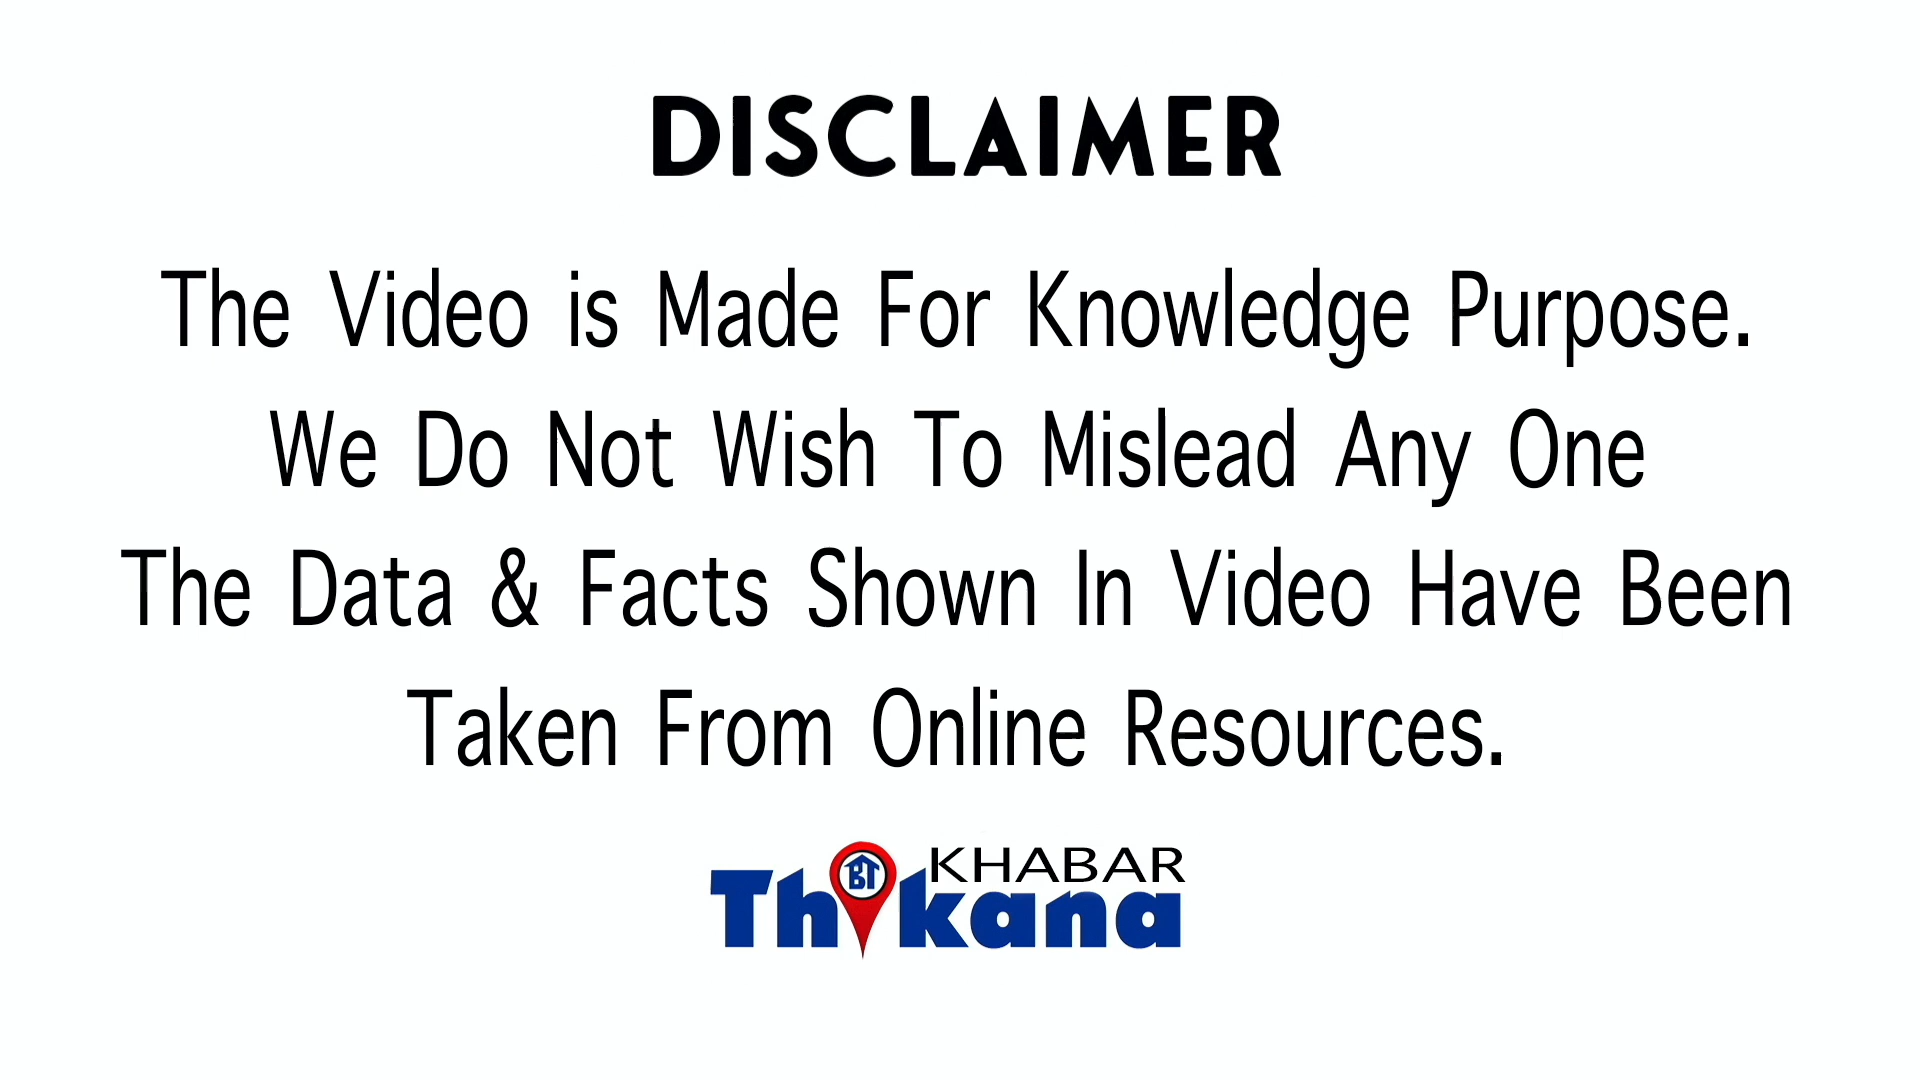 DISCLAIMER
The Video is Made For Knowledge Purpose.
We Do Not Wish To Mislead Any One
The Data & Facts Shown In Video Have Been
Taken From Online Resources.
KHABAR
BT
Thikana